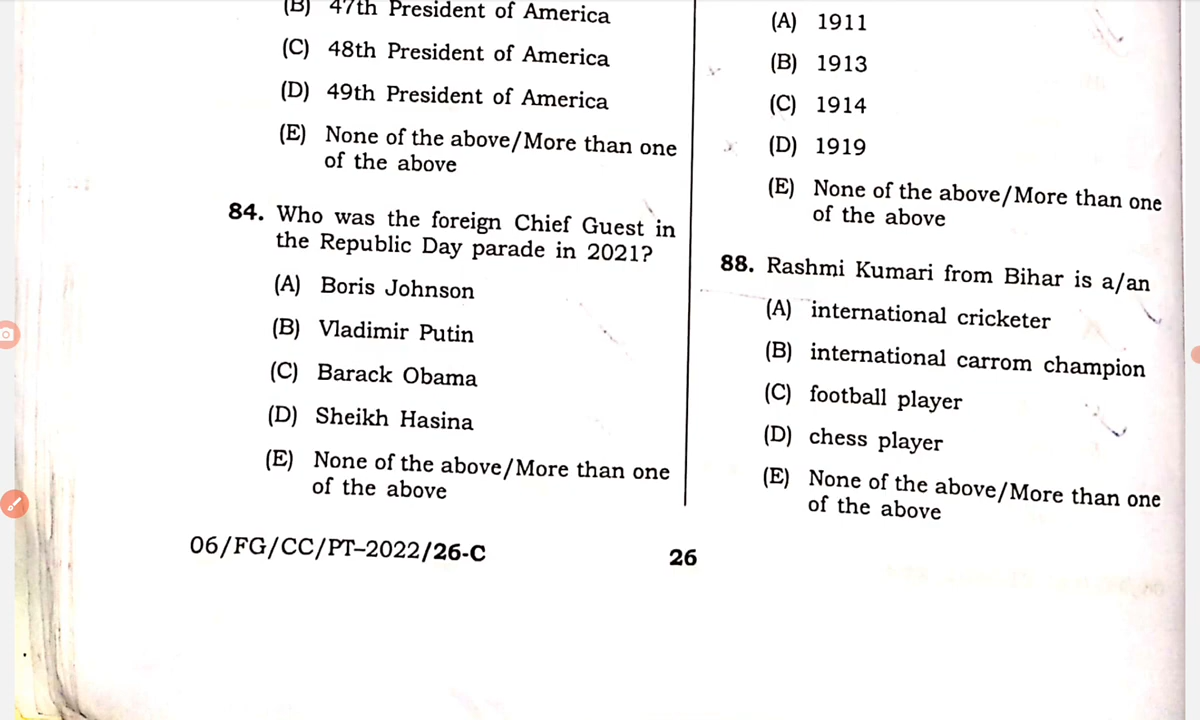 (B) 47th President of America
(C) 48th President of America
(D) 49th President of America
(E) None of the above/More than one
of the above
84. Who was the foreign Chief Guest in
the Republic Day parade in 2021?
(A) Boris Johnson
(B) Vladimir Putin
(C) Barack Obama
(D) Sheikh Hasina
(E) None of the above/More than one
of the above
(A) 1911
(B) 1913
(C) 1914
(D) 1919
(E) None of the above/More than one
of the above
88. Rashmi Kumari from Bihar is a/an
(A) international cricketer
(B) international carrom champion
(C) football player
(D) chess player
(E) None of the above/More than one
of the above
06/FG/CC/PT–2022/26-C
26